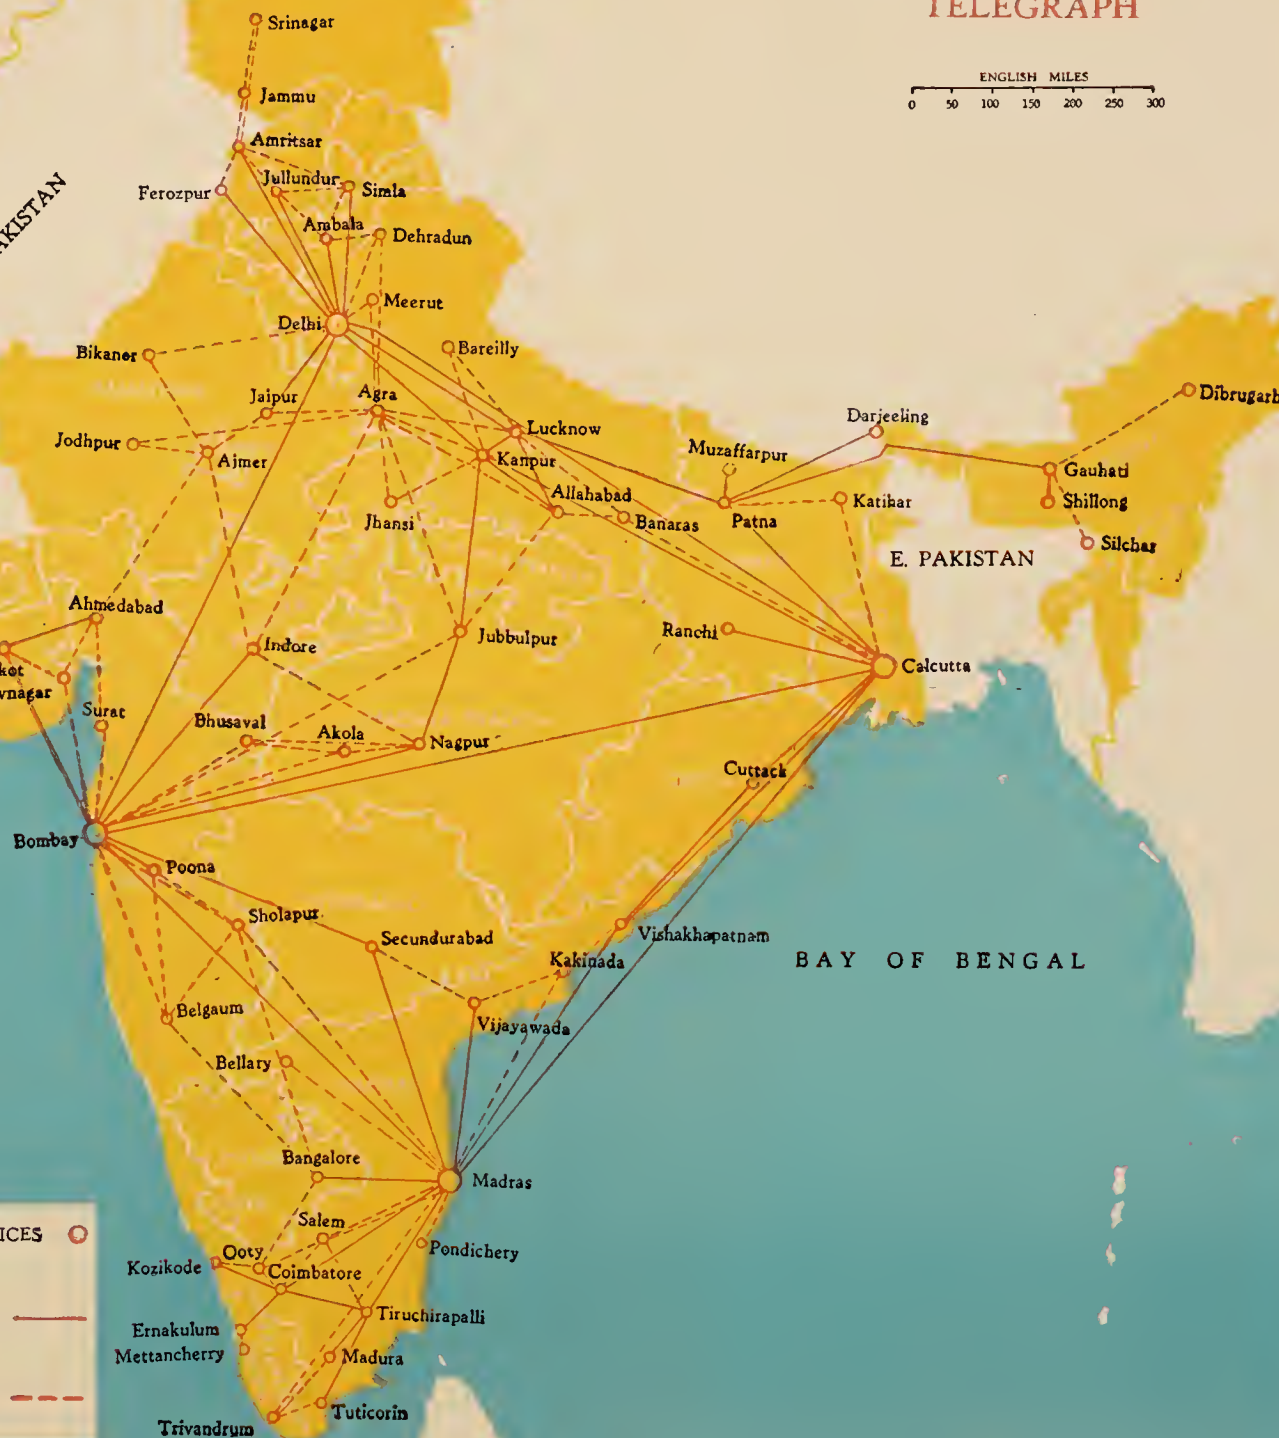 TELEGRAPH
ENGLISH MILES
0 50 100 150 200 250 300
Srinagar
Jammu
Amritsar
Jullundur
Simla
Ferozpur
Ambala
Dehradun
Meerut
Delhi
Bikaner
Bareilly
Jaipur
Agra
Dibrugarh
Jodhpur
Lucknow
Darjeeling
Ajmer
Kanpur
Muzaffarpur
Gauhati
Allahabad
Katihar
Shillong
Jhansi
Banaras
Patna
Silchar
E. PAKISTAN
Ahmedabad
Ranchi
Indore
Jubbulpur
Calcutta
kot
vnagar
Surat
Bhusaval
Akola
Nagpur
Cuttack
Bombay
Poona
Sholapur
Secundurabad
Vishakhapatnam
Kakinada
BAY OF BENGAL
Belgaum
Vijayawada
Bellary
Bangalore
Madras
Salem
ICES
Ooty
Pondichery
Kozikode
Coimbatore
Tiruchirapalli
Ernakulum
Mettancherry
Madura
Tuticorin
Trivandrum
AKISTAN